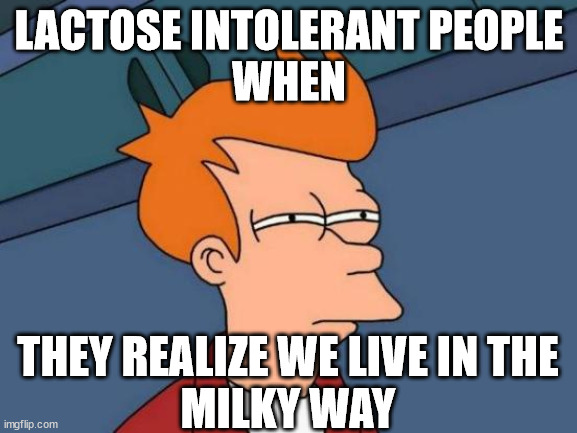 LACTOSE INTOLERANT PEOPLE
WHEN
THEY REALIZE WE LIVE IN THE
MILKY WAY
imgflip.com